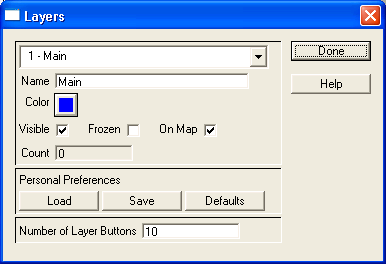 Layers
1 - Main
Done
Name Main
Help
Color
Visible Frozen On Map
Count 0
Personal Preferences
Load Save Defaults
Number of Layer Buttons 10